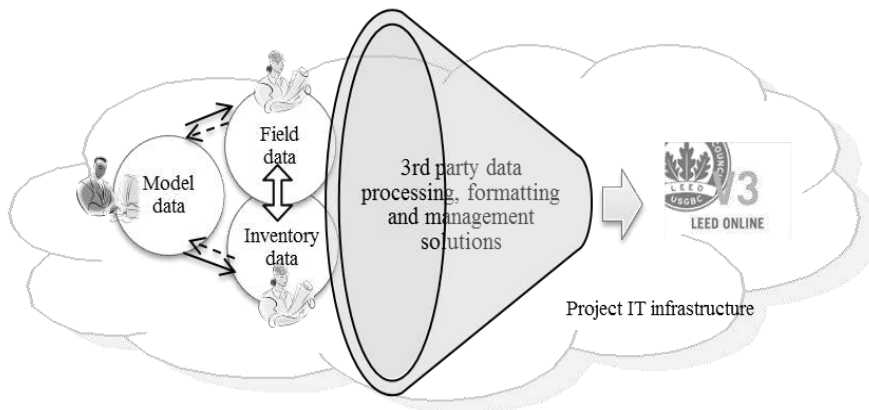 Field
data
Model
data
Inventory
data
3rd party data
processing, formatting
and management
solutions
LEED
USGBC
V3
LEED ONLINE
Project IT infrastructure